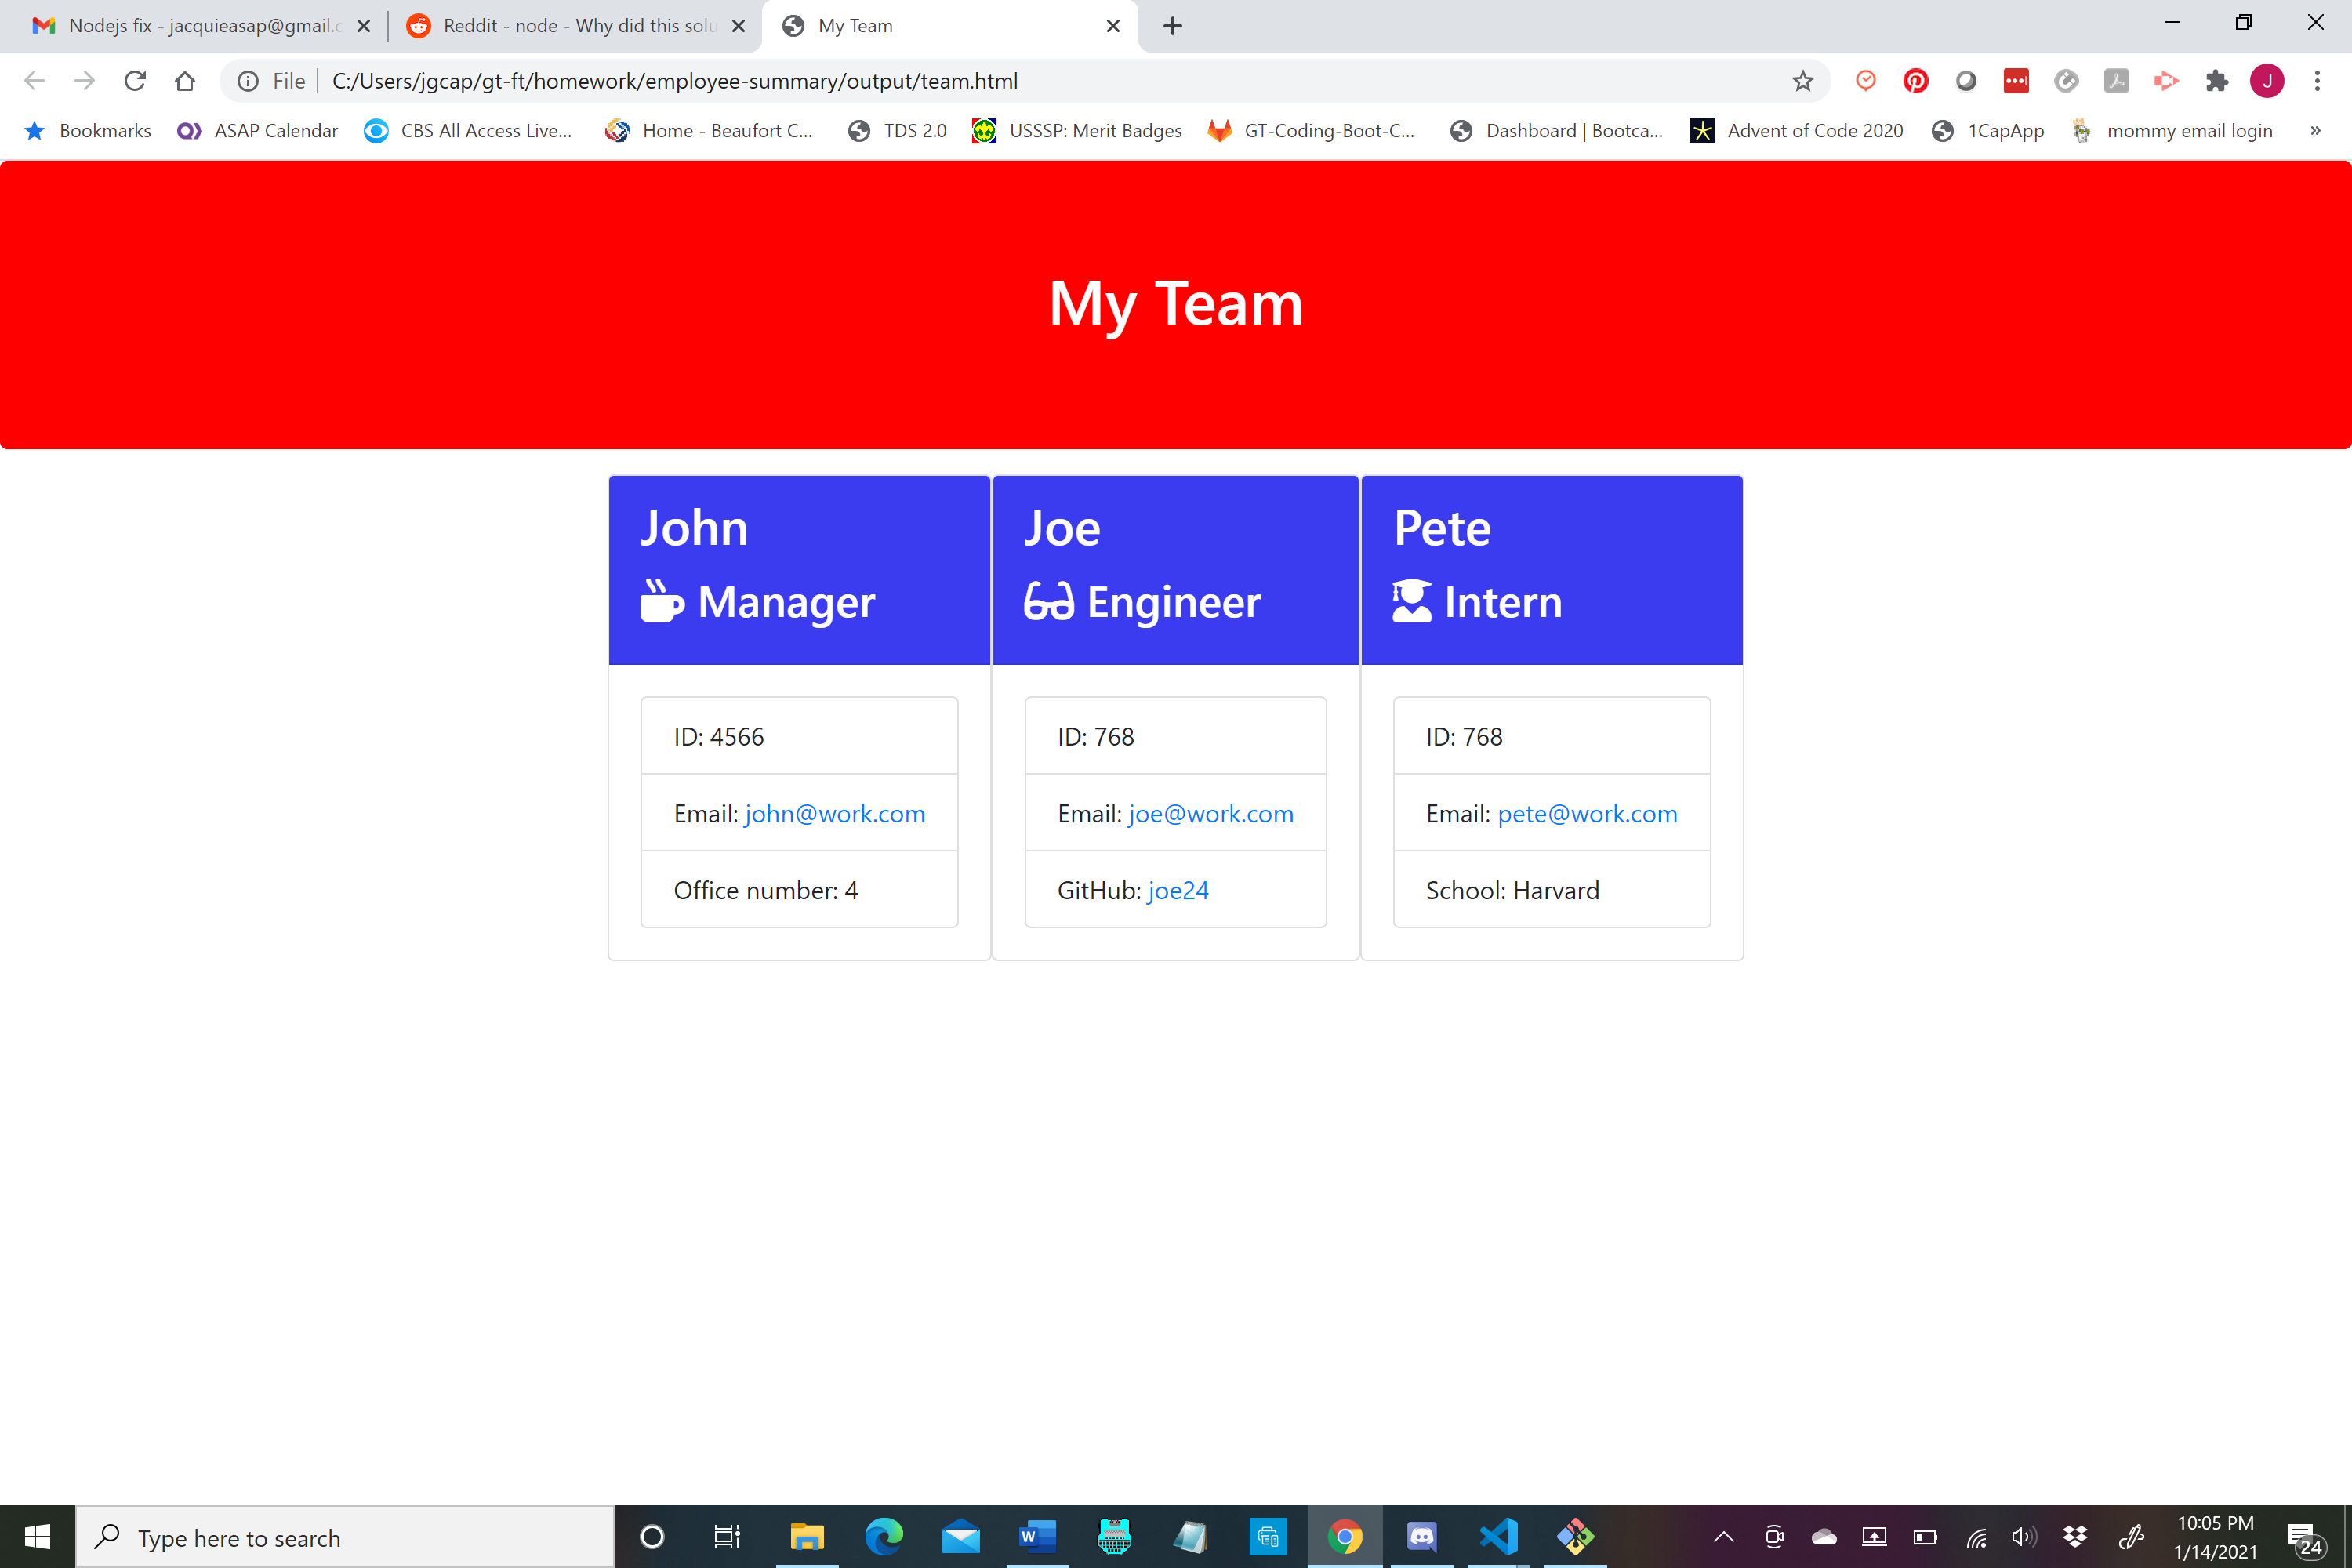 Nodejs fix - jacquieasap@gmail.c
Reddit - node - Why did this solu
My Team
File
C:/Users/jgcap/gt-ft/homework/employee-summary/output/team.html
J
Bookmarks
ASAP Calendar
CBS All Access Live...
Home - Beaufort C...
TDS 2.0
USSSP: Merit Badges
GT-Coding-Boot-C...
Dashboard | Bootca...
Advent of Code 2020
1CapApp
mommy email login
»
My Team
John
Manager
ID: 4566
Email: john@work.com
Office number: 4
Joe
Engineer
ID: 768
Email: joe@work.com
GitHub: joe24
Pete
Intern
ID: 768
Email: pete@work.com
School: Harvard
Type here to search
10:05 PM
1/14/2021
24